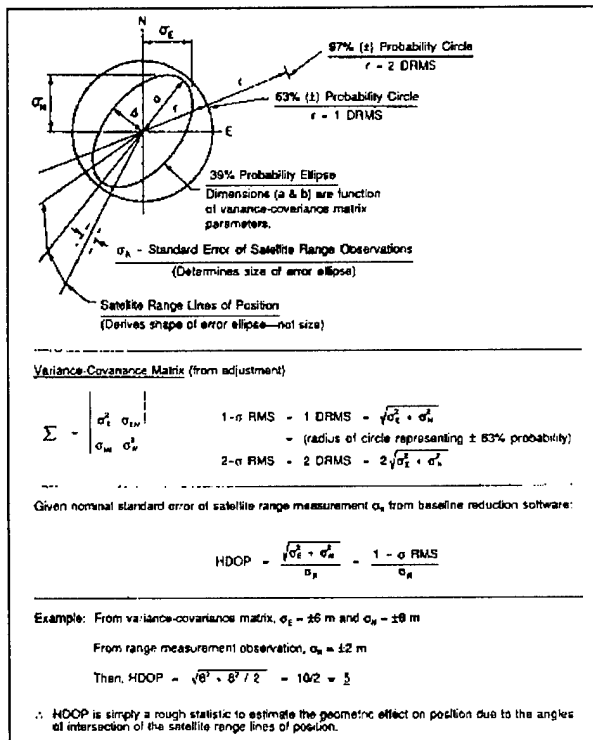 N
σE
97% (±) Probability Circle
r = 2 DRMS
σN
a
r
r
63% (±) Probability Circle
r = 1 DRMS
E
39% Probability Ellipse
Dimensions (a & b) are function
of variance-covariance matrix
parameters.
σR - Standard Error of Satellite Range Observations
(Determines size of error ellipse)
Satellite Range Lines of Position
(Derives shape of error ellipse—not size)
Variance-Covariance Matrix (from adjustment)
Σ = | σE² σEN |
| σNE σN² |
1-σ RMS = 1 DRMS = √σE² + σN²
= (radius of circle representing ± 63% probability)
2-σ RMS = 2 DRMS = 2√σE² + σN²
Given nominal standard error of satellite range measurement σR from baseline reduction software:
HDOP = √σE² + σN² / σR = 1 - σ RMS / σR
Example: From variance-covariance matrix, σE = ±6 m and σN = ±8 m
From range measurement observation, σR = ±2 m
Then, HDOP = √6² + 8² / 2 = 10/2 = 5
∴ HDOP is simply a rough statistic to estimate the geometric effect on position due to the angles
of intersection of the satellite range lines of position.